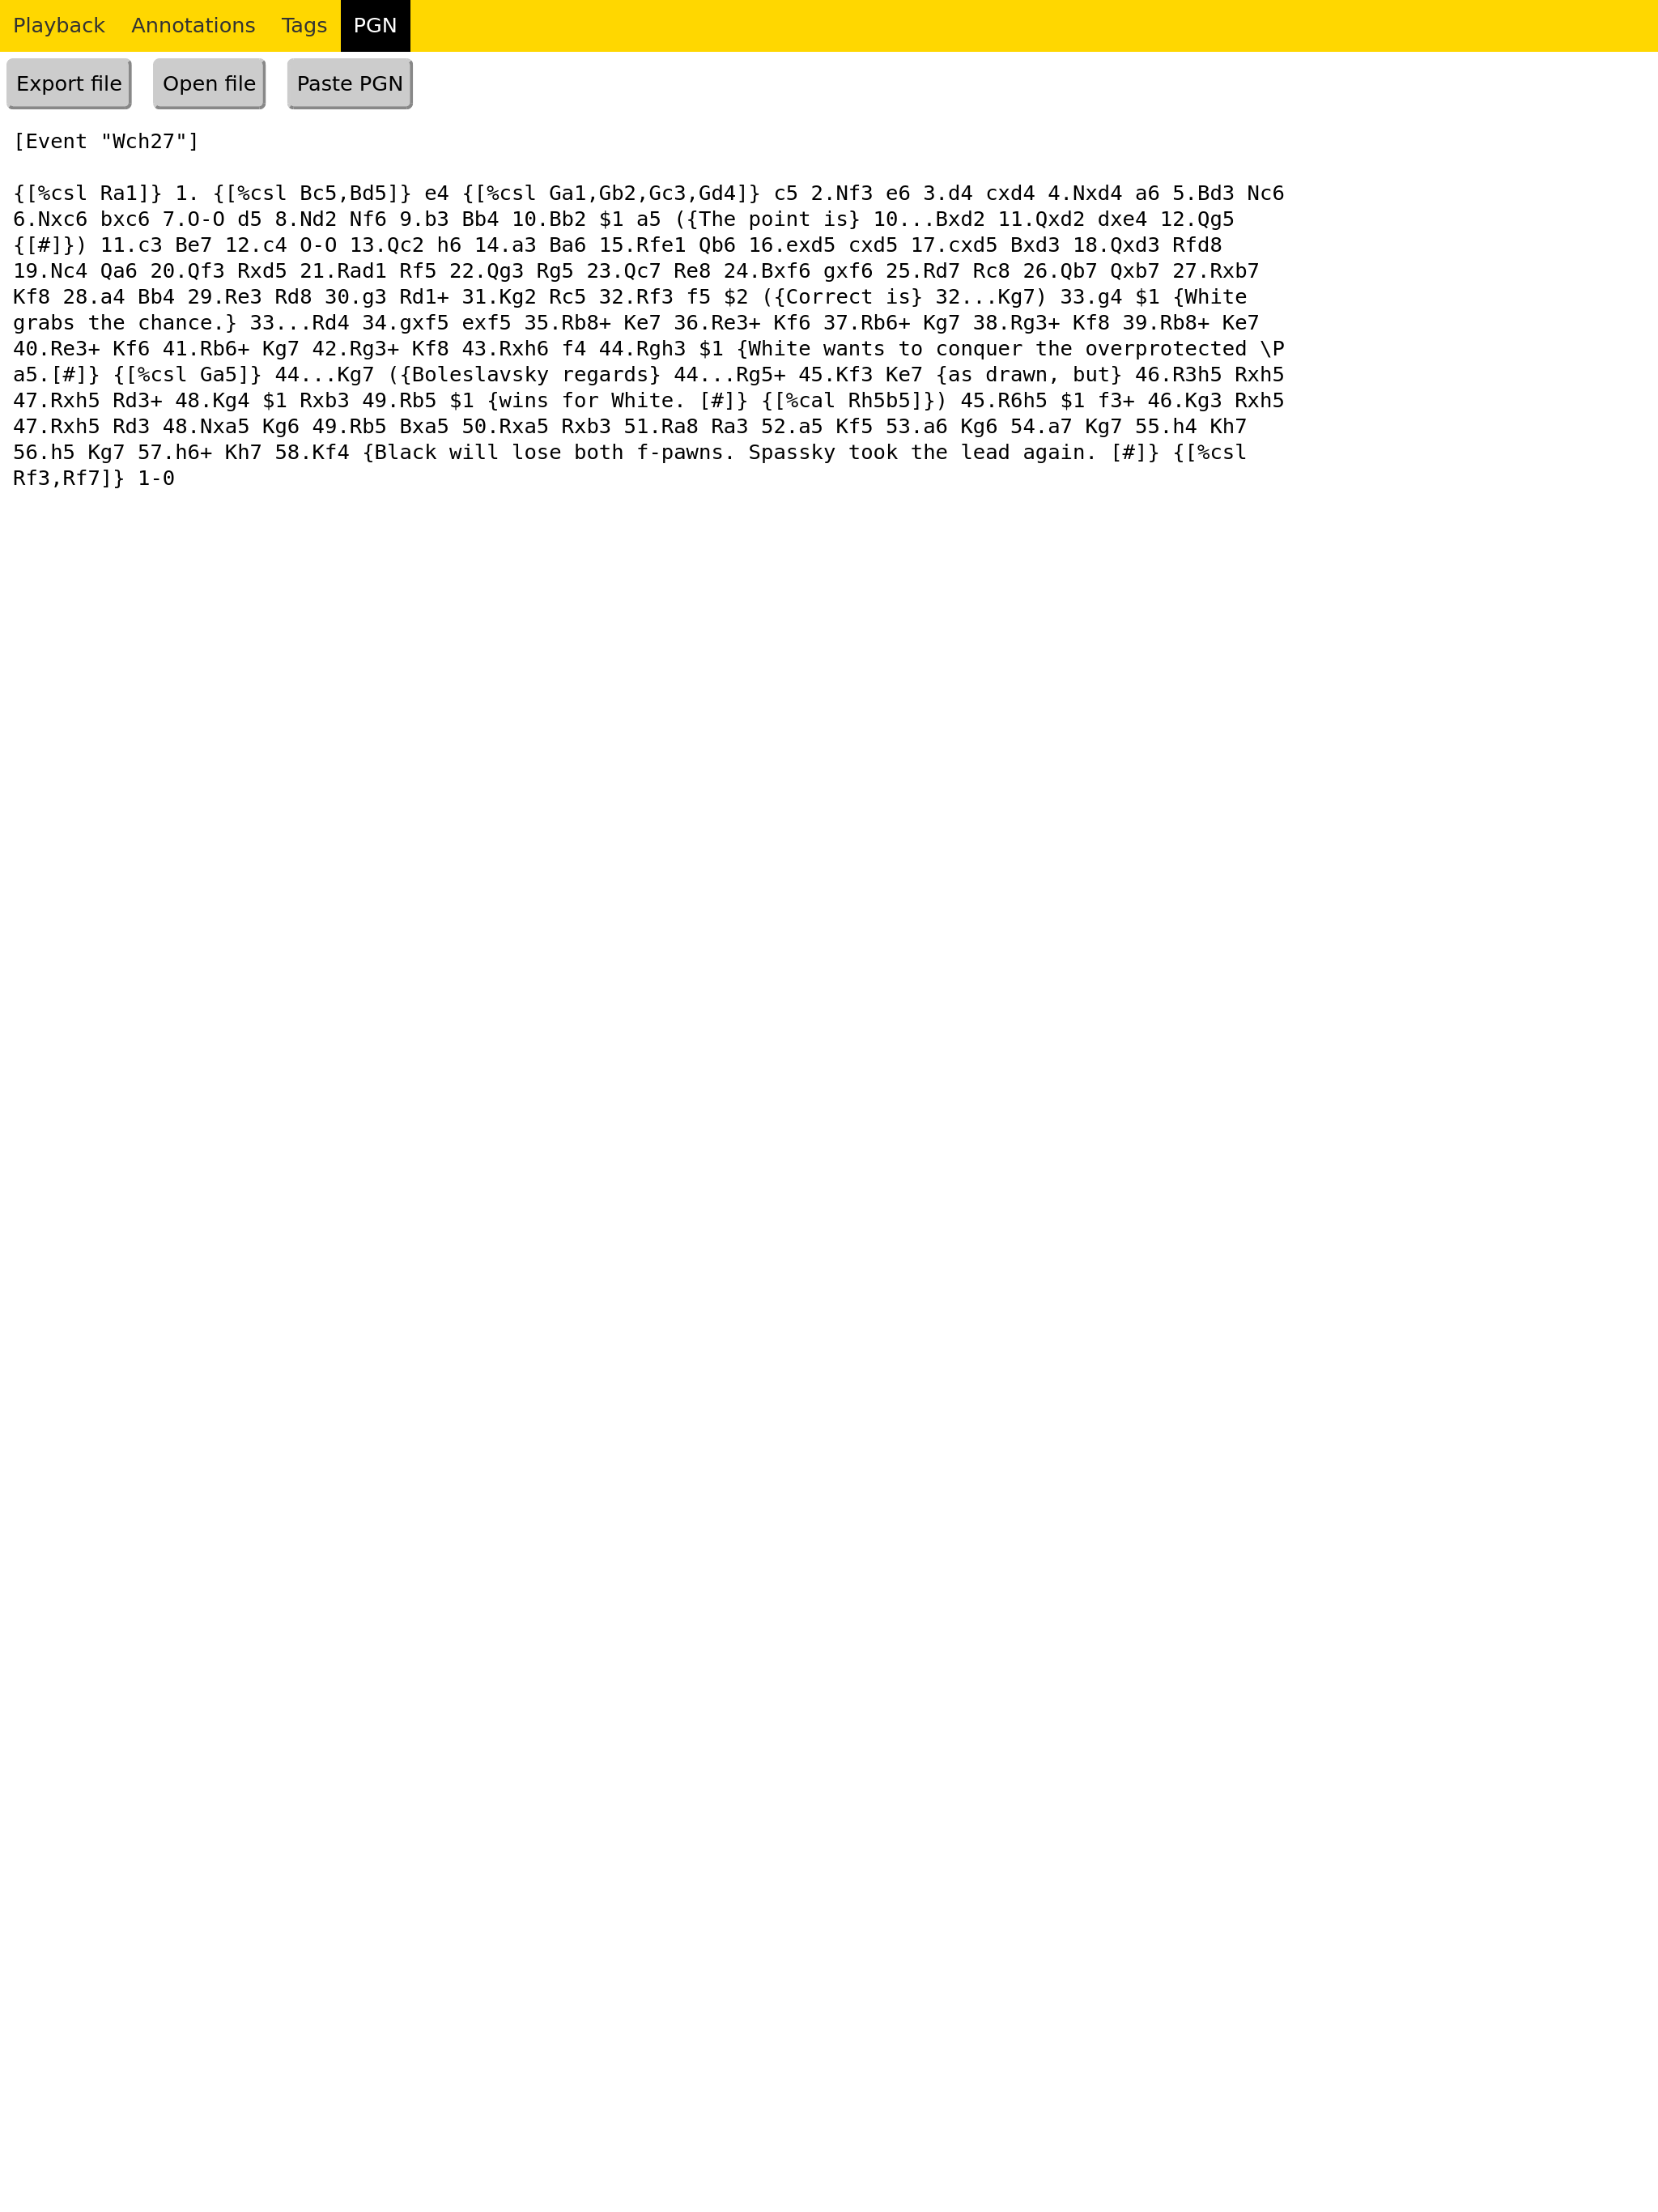 Playback Annotations Tags PGN
Export file Open file Paste PGN
[Event "Wch27"]
{[%csl Ra1]} 1. {[%csl Bc5,Bd5]} e4 {[%csl Ga1,Gb2,Gc3,Gd4]} c5 2.Nf3 e6 3.d4 cxd4 4.Nxd4 a6 5.Bd3 Nc6
6.Nxc6 bxc6 7.O-O d5 8.Nd2 Nf6 9.b3 Bb4 10.Bb2 $1 a5 ({The point is} 10...Bxd2 11.Qxd2 dxe4 12.Qg5
{[#]}) 11.c3 Be7 12.c4 O-O 13.Qc2 h6 14.a3 Ba6 15.Rfe1 Qb6 16.exd5 cxd5 17.cxd5 Bxd3 18.Qxd3 Rfd8
19.Nc4 Qa6 20.Qf3 Rxd5 21.Rad1 Rf5 22.Qg3 Rg5 23.Qc7 Re8 24.Bxf6 gxf6 25.Rd7 Rc8 26.Qb7 Qxb7 27.Rxb7
Kf8 28.a4 Bb4 29.Re3 Rd8 30.g3 Rd1+ 31.Kg2 Rc5 32.Rf3 f5 $2 ({Correct is} 32...Kg7) 33.g4 $1 {White
grabs the chance.} 33...Rd4 34.gxf5 exf5 35.Rb8+ Ke7 36.Re3+ Kf6 37.Rb6+ Kg7 38.Rg3+ Kf8 39.Rb8+ Ke7
40.Re3+ Kf6 41.Rb6+ Kg7 42.Rg3+ Kf8 43.Rxh6 f4 44.Rgh3 $1 {White wants to conquer the overprotected \P
a5.[#]} {[%csl Ga5]} 44...Kg7 ({Boleslavsky regards} 44...Rg5+ 45.Kf3 Ke7 {as drawn, but} 46.R3h5 Rxh5
47.Rxh5 Rd3+ 48.Kg4 $1 Rxb3 49.Rb5 $1 {wins for White. [#]} {[%cal Rh5b5]}) 45.R6h5 $1 f3+ 46.Kg3 Rxh5
47.Rxh5 Rd3 48.Nxa5 Kg6 49.Rb5 Bxa5 50.Rxa5 Rxb3 51.Ra8 Ra3 52.a5 Kf5 53.a6 Kg6 54.a7 Kg7 55.h4 Kh7
56.h5 Kg7 57.h6+ Kh7 58.Kf4 {Black will lose both f-pawns. Spassky took the lead again. [#]} {[%csl
Rf3,Rf7]} 1-0